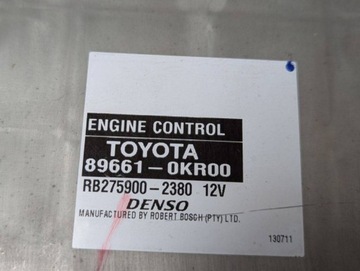 ENGINE CONTROL
TOYOTA
89661-0KR00
RB275900-2380 12V
DENSO
MANUFACTURED BY ROBERT BOSCH (PTY) LTD.
130711